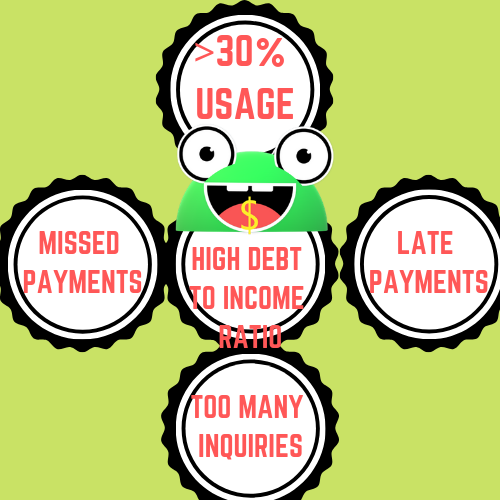 >30%
USAGE
$
MISSED
PAYMENTS
HIGH DEBT
TO INCOME
RATIO
LATE
PAYMENTS
TOO MANY
INQUIRIES